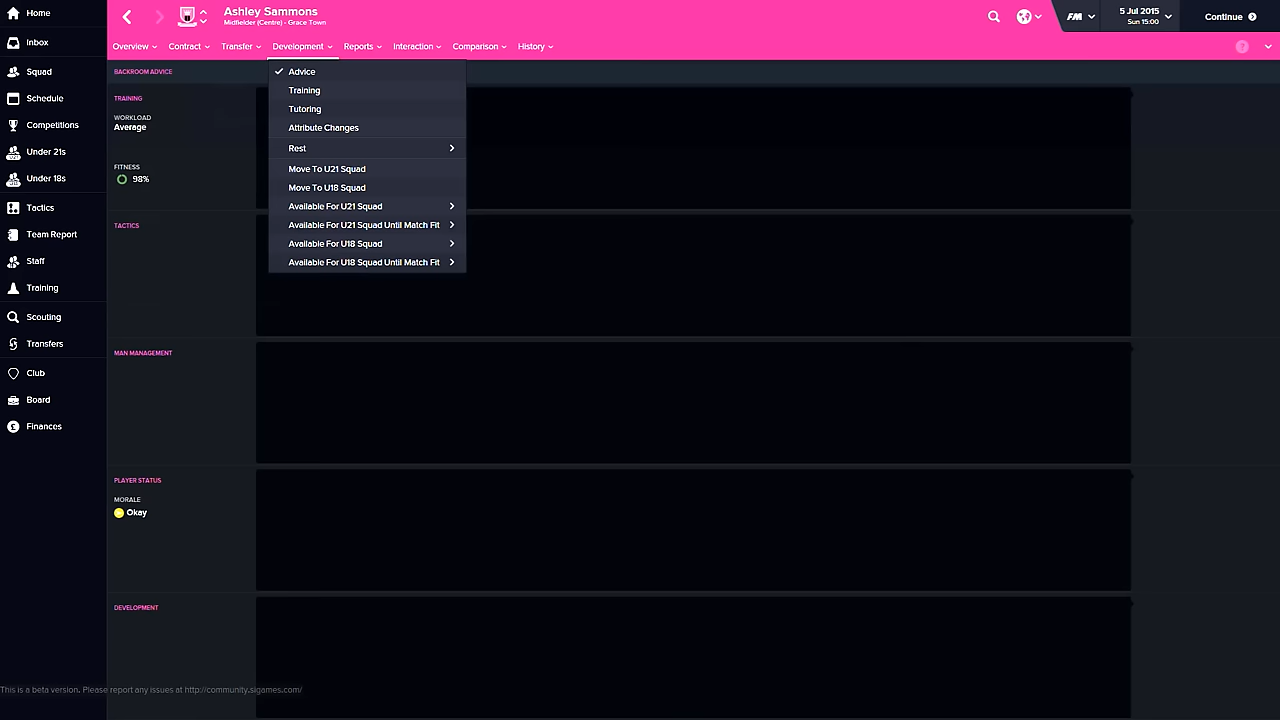 Home
Ashley Sammons
Midfielder (Centre) - Grace Town
FM
5 Jul 2015
Sun 15:00
Continue
Inbox
Overview Contract Transfer Development Reports Interaction Comparison History
?
Squad
Schedule
Competitions
Under 21s
Under 18s
Tactics
Team Report
Staff
Training
Scouting
Transfers
Club
Board
Finances
BACKROOM ADVICE
Advice
Training
Tutoring
Attribute Changes
Rest
Move To U21 Squad
Move To U18 Squad
Available For U21 Squad
Available For U21 Squad Until Match Fit
Available For U18 Squad
Available For U18 Squad Until Match Fit
TRAINING
WORKLOAD
Average
FITNESS
98%
TACTICS
MAN MANAGEMENT
PLAYER STATUS
MORALE
Okay
DEVELOPMENT
This is a beta version. Please report any issues at http://community.sigames.com/